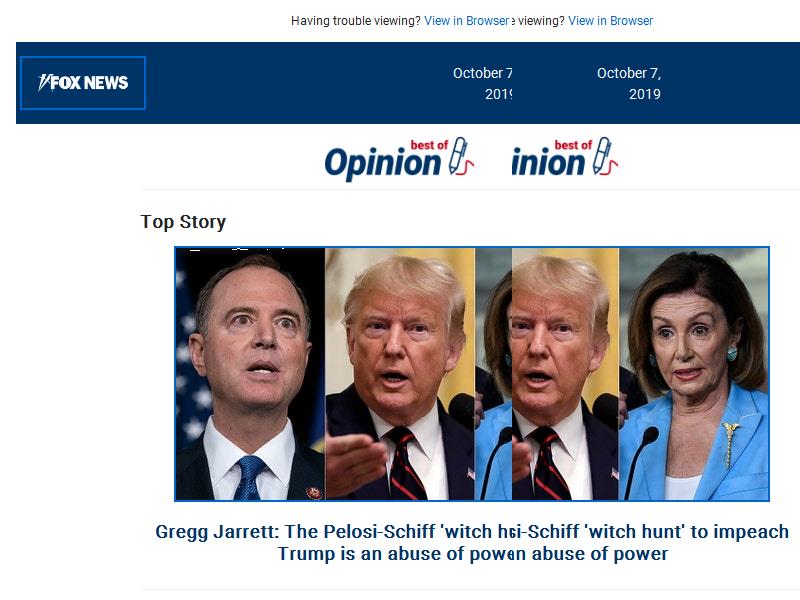 Having trouble viewing? View in Browser e viewing? View in Browser
FOX NEWS
October 7 October 7,
2019 2019
best of best of
Opinion inion
Top Story
Gregg Jarrett: The Pelosi-Schiff 'witch hsi-Schiff 'witch hunt' to impeach
Trump is an abuse of powen abuse of power